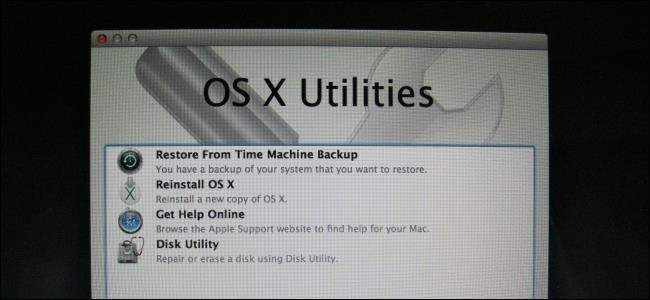 OS X Utilities
Restore From Time Machine Backup
You have a backup of your system that you want to restore.
Reinstall OS X
Reinstall a new copy of OS X.
Get Help Online
Browse the Apple Support website to find help for your Mac.
Disk Utility
Repair or erase a disk using Disk Utility.